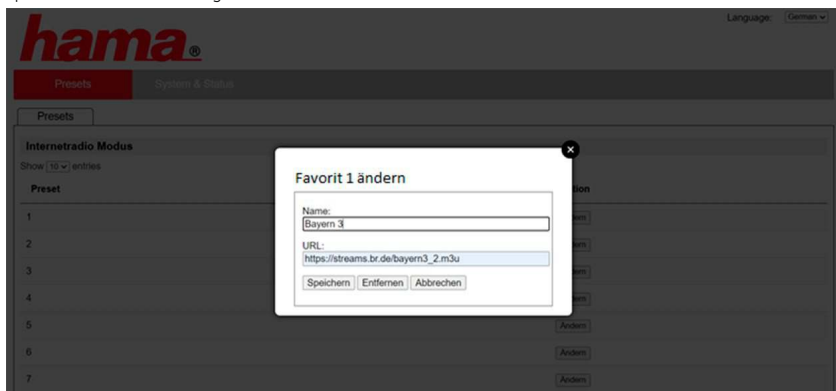 Language: German
hama®
Presets System & Status
Presets
Internetradio Modus
Show 10 entries
Preset
1
2
3
4
5 Ändern
6 Ändern
7 Ändern
Favorit 1 ändern
Name:
Bayern 3
URL:
https://streams.br.de/bayern3_2.m3u
Speichern Entfernen Abbrechen